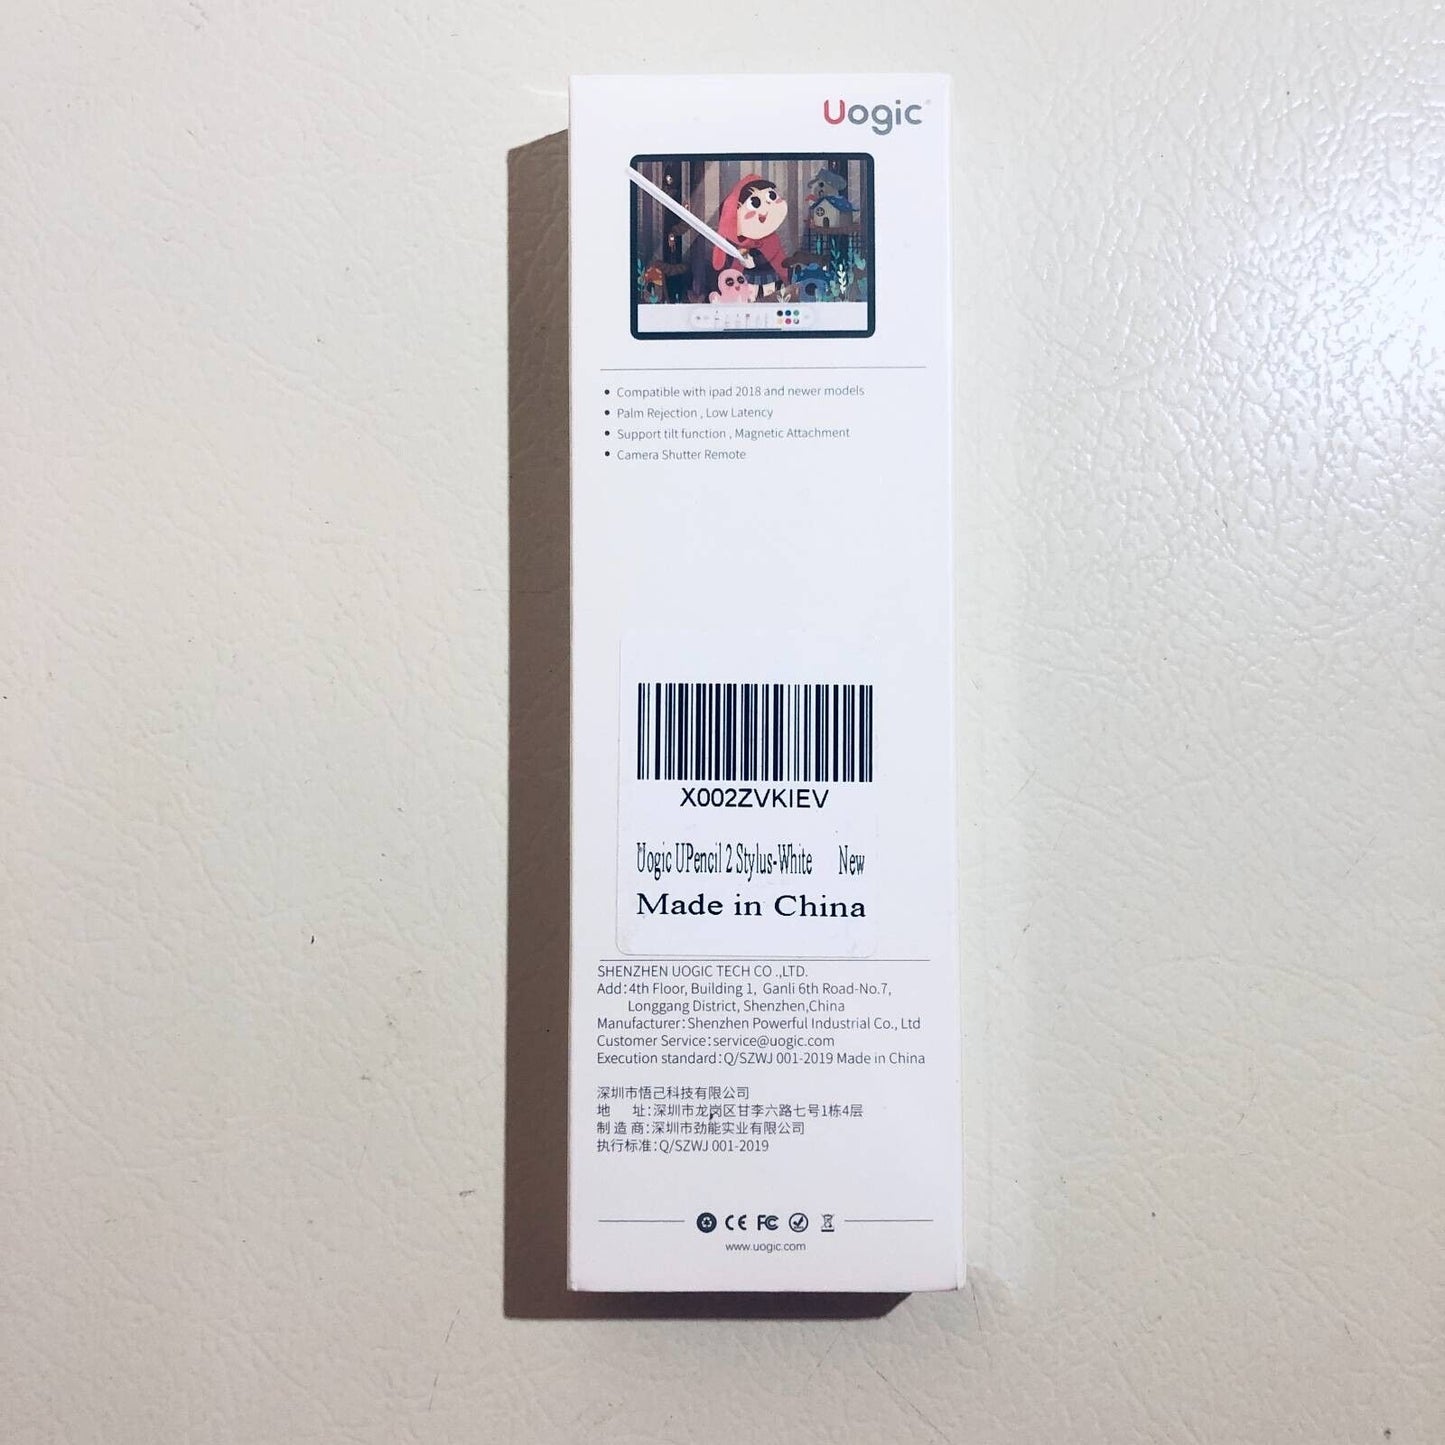 Uogic
Compatible with ipad 2018 and newer models
Palm Rejection , Low Latency
Support tilt function , Magnetic Attachment
Camera Shutter Remote
X002ZVKIEV
Uogic UPencil 2 Stylus-White New
Made in China
SHENZHEN UOGIC TECH CO .,LTD.
Add:4th Floor, Building 1, Ganli 6th Road-No.7,
Longgang District, Shenzhen,China
Manufacturer:Shenzhen Powerful Industrial Co., Ltd
Customer Service:service@uogic.com
Execution standard:Q/SZWJ 001-2019 Made in China
深圳市悟己科技有限公司
地 址:深圳市龙岗区甘李六路七号1栋4层
制 造 商:深圳市劲能实业有限公司
执行标准:Q/SZWJ 001-2019
CE FC
www.uogic.com